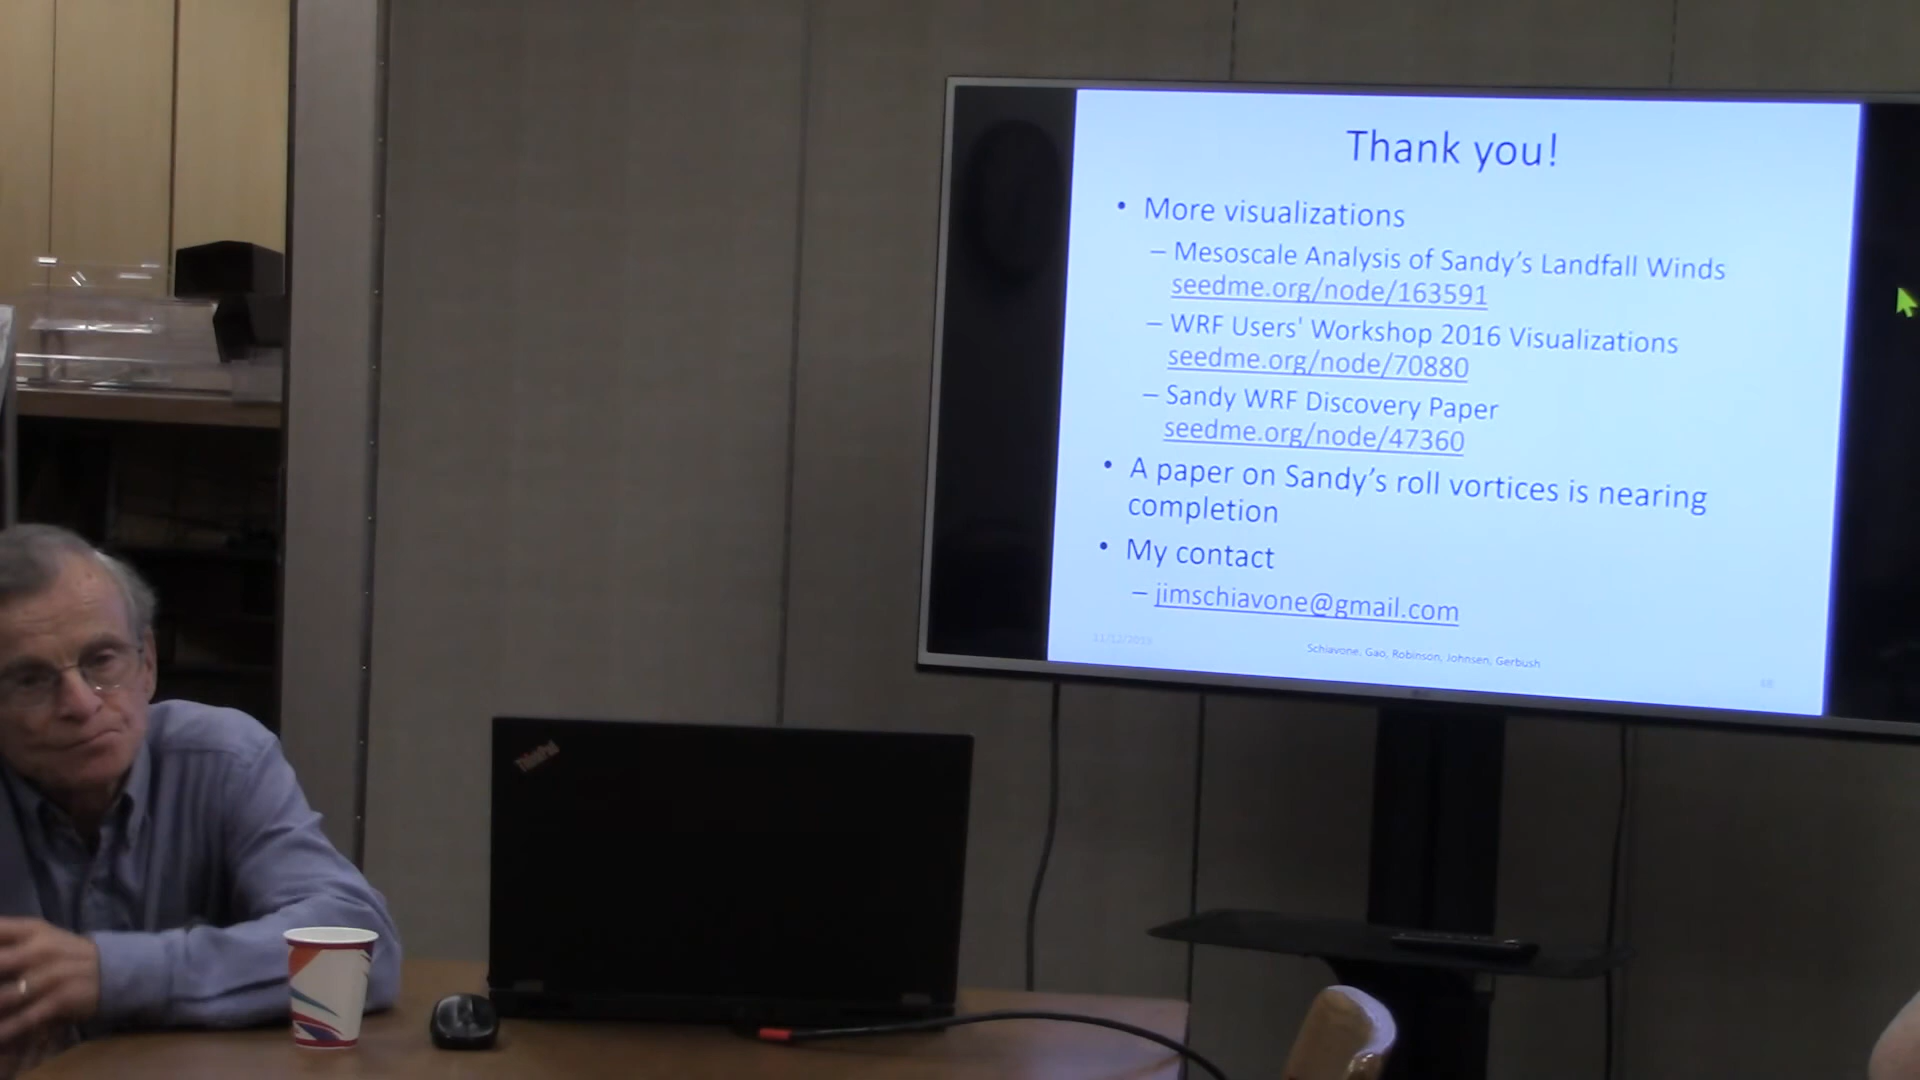 Thank you!
• More visualizations
– Mesoscale Analysis of Sandy's Landfall Winds
seedme.org/node/163591
– WRF Users' Workshop 2016 Visualizations
seedme.org/node/70880
– Sandy WRF Discovery Paper
seedme.org/node/47360
• A paper on Sandy's roll vortices is nearing
completion
• My contact
– jimschiavone@gmail.com
Schiavone, Gao, Robinson, Johnsen, Gerbush
ThinkPad